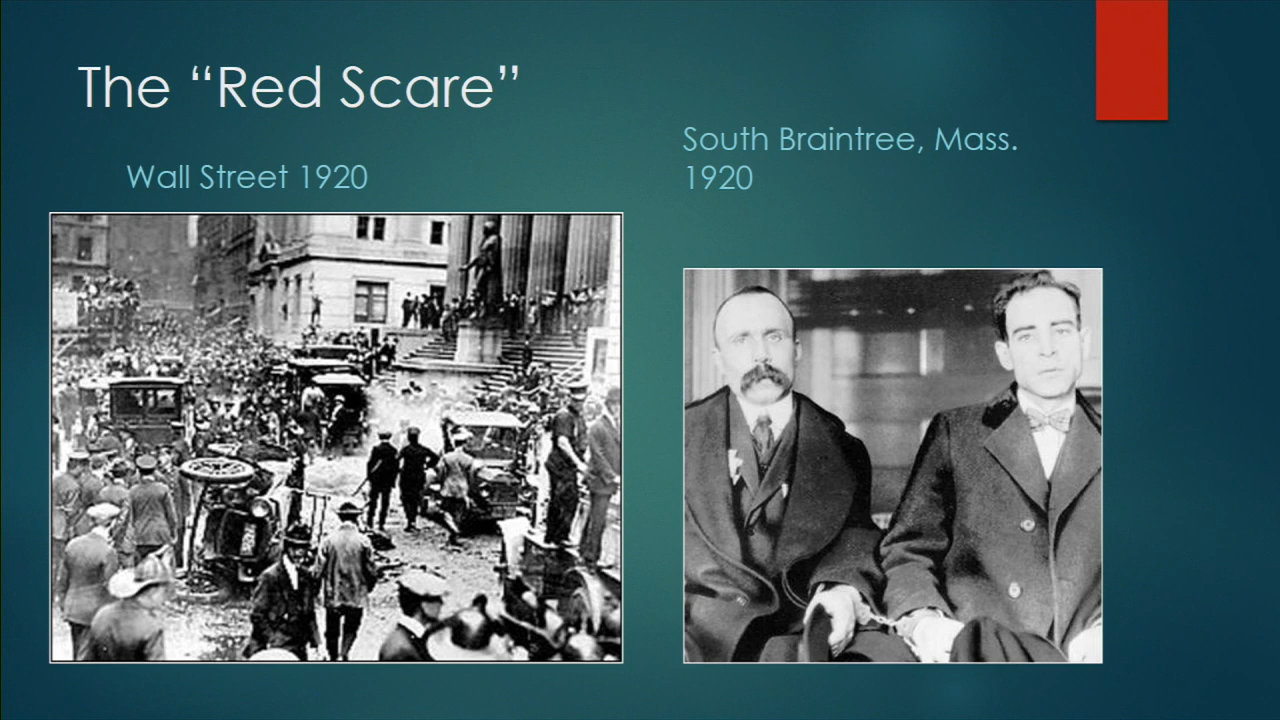 The “Red Scare”
Wall Street 1920
South Braintree, Mass.
1920